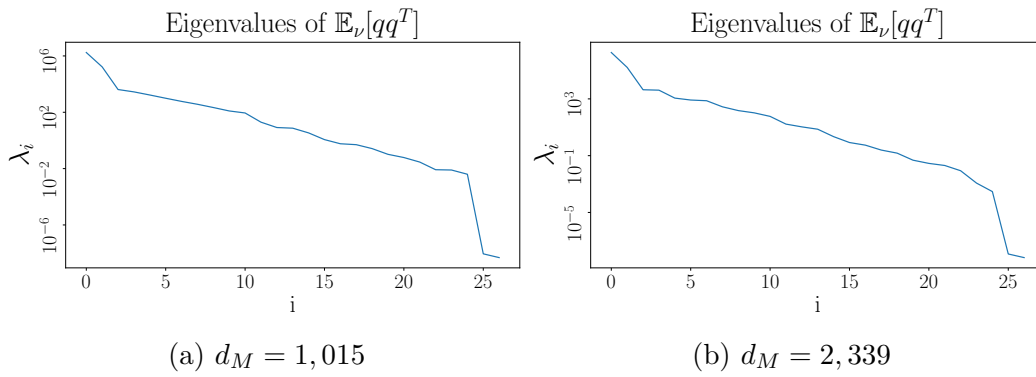 Eigenvalues of 𝔼_ν[qq^T]
10^6
10^2
10^−2
10^−6
λ_i
0 5 10 15 20 25
i
(a) d_M = 1,015
Eigenvalues of 𝔼_ν[qq^T]
10^3
10^−1
10^−5
λ_i
0 5 10 15 20 25
i
(b) d_M = 2,339